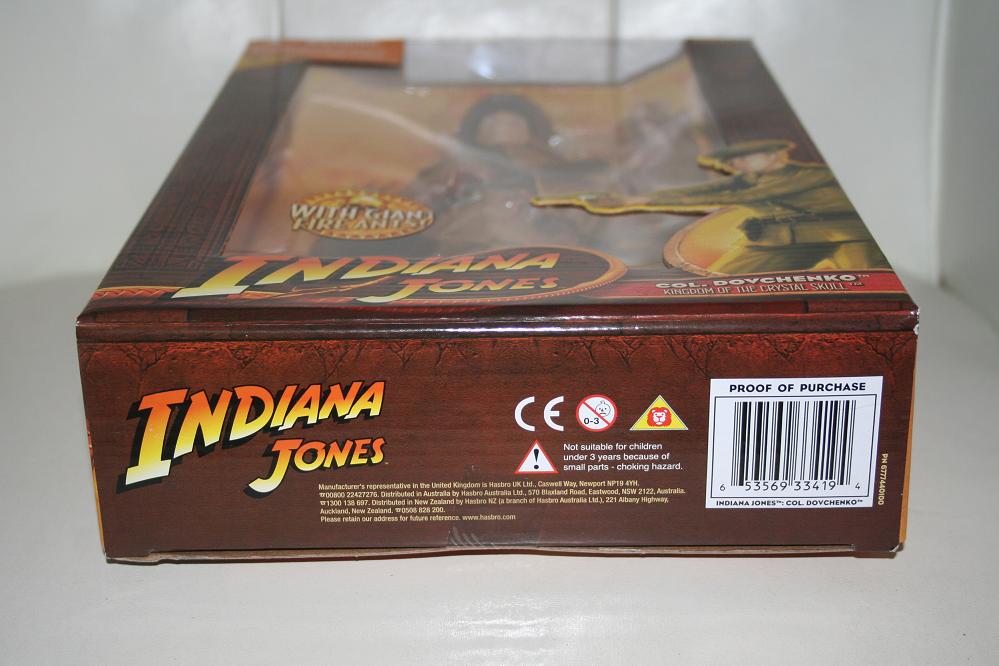 WITH GIANT
FIRE ANTS!
INDIANA
JONES
COL. DOVCHENKO™
KINGDOM OF THE CRYSTAL SKULL™
INDIANA
JONES
CE
0-3
Not suitable for children
under 3 years because of
small parts - choking hazard.
Manufacturer's representative in the United Kingdom is Hasbro UK Ltd., Caswell Way, Newport NP19 4YH.
☎00800 22427276. Distributed in Australia by Hasbro Australia Ltd., 570 Blaxland Road, Eastwood, NSW 2122, Australia.
☎1300 138 697. Distributed in New Zealand by Hasbro NZ (a branch of Hasbro Australia Ltd.), 221 Albany Highway,
Auckland, New Zealand. ☎0508 828 200.
Please retain our address for future reference. www.hasbro.com
PROOF OF PURCHASE
6 53569 33419 4
INDIANA JONES™: COL. DOVCHENKO™
PN 6777440100